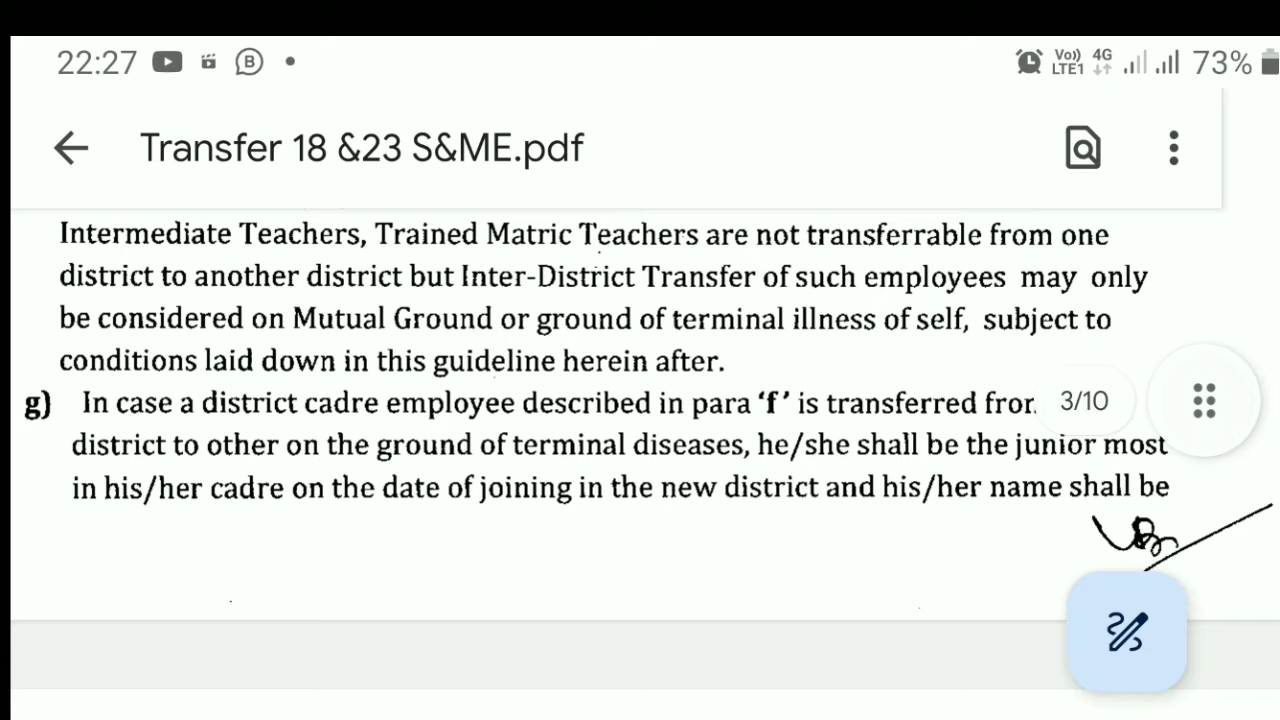 22:27
Vo)) LTE1 4G 73%
Transfer 18 &23 S&ME.pdf
Intermediate Teachers, Trained Matric Teachers are not transferrable from one
district to another district but Inter-District Transfer of such employees may only
be considered on Mutual Ground or ground of terminal illness of self, subject to
conditions laid down in this guideline herein after.
g) In case a district cadre employee described in para 'f' is transferred from
3/10
district to other on the ground of terminal diseases, he/she shall be the junior most
in his/her cadre on the date of joining in the new district and his/her name shall be